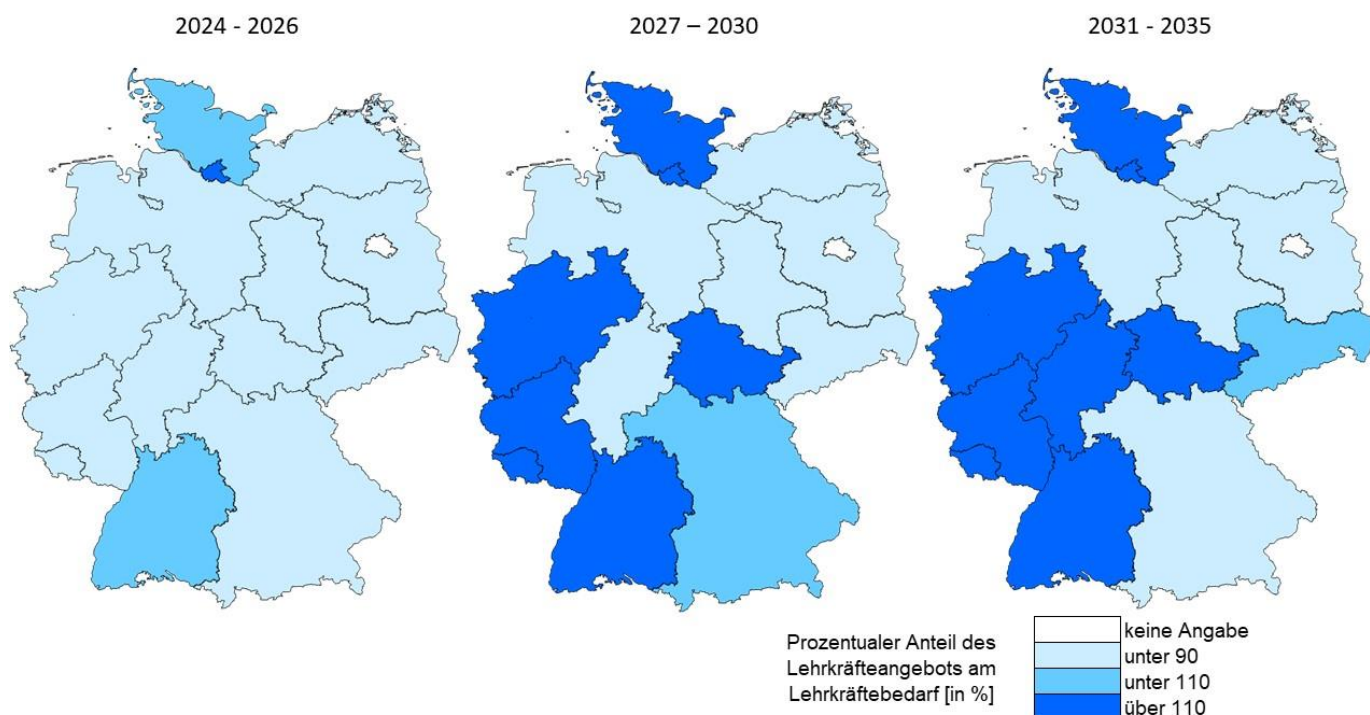 2024 - 2026
2027 – 2030
2031 - 2035
Prozentualer Anteil des
Lehrkräfteangebots am
Lehrkräftebedarf [in %]
keine Angabe
unter 90
unter 110
über 110